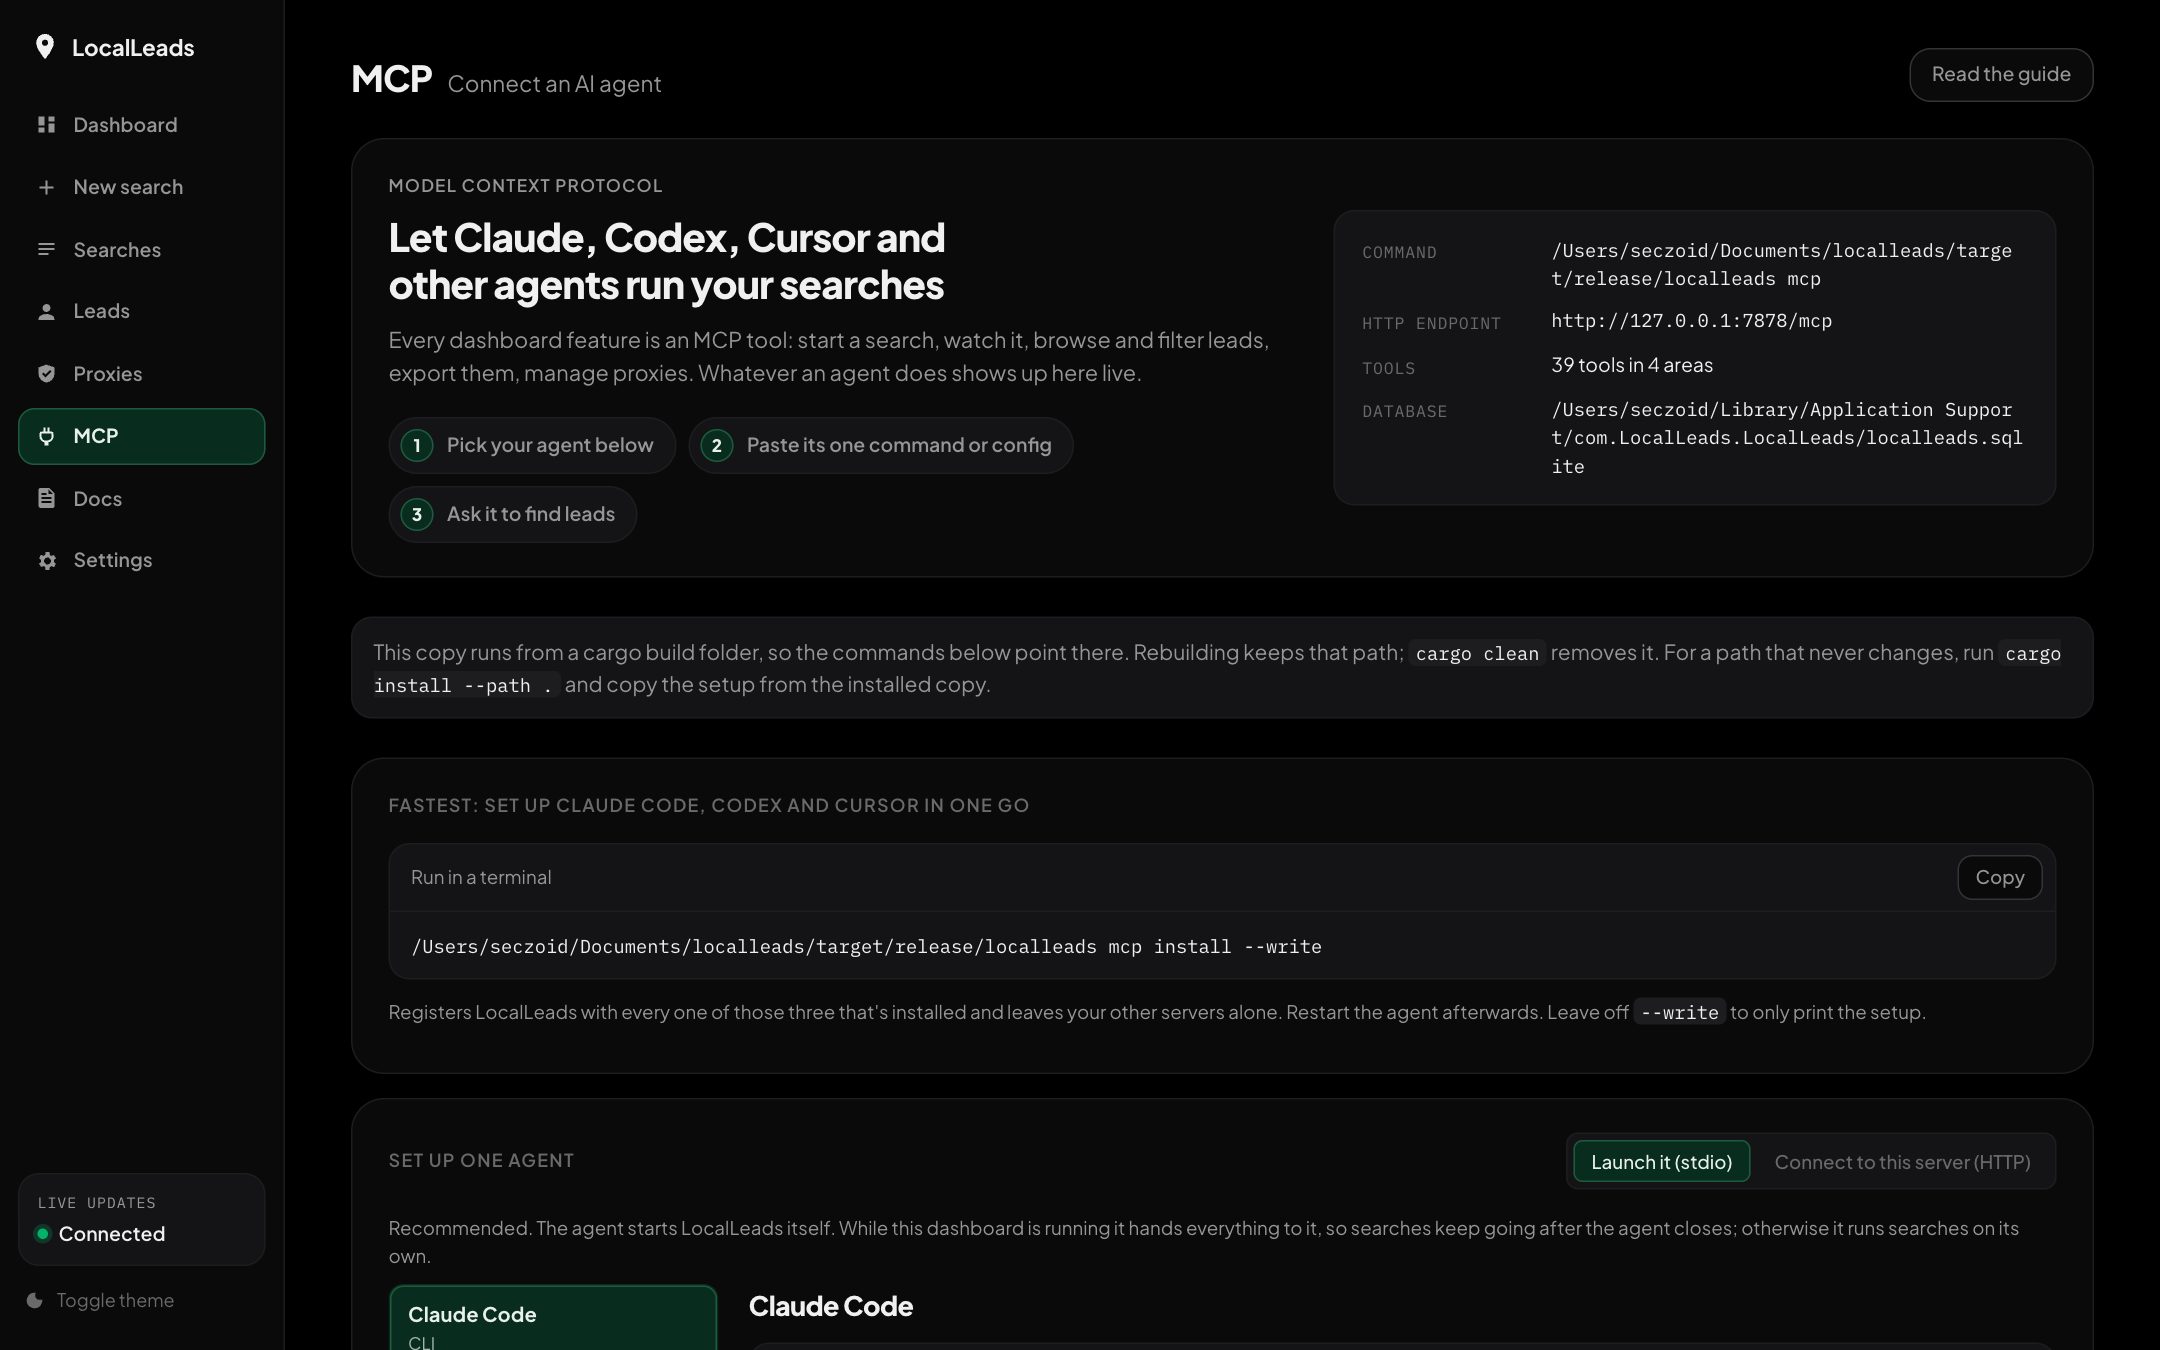 LocalLeads
Dashboard
New search
Searches
Leads
Proxies
MCP
Docs
Settings
LIVE UPDATES
Connected
Toggle theme
MCP Connect an AI agent
Read the guide
MODEL CONTEXT PROTOCOL
Let Claude, Codex, Cursor and
other agents run your searches
Every dashboard feature is an MCP tool: start a search, watch it, browse and filter leads,
export them, manage proxies. Whatever an agent does shows up here live.
1 Pick your agent below
2 Paste its one command or config
3 Ask it to find leads
COMMAND /Users/seczoid/Documents/localleads/targe
t/release/localleads mcp
HTTP ENDPOINT http://127.0.0.1:7878/mcp
TOOLS 39 tools in 4 areas
DATABASE /Users/seczoid/Library/Application Suppor
t/com.LocalLeads.LocalLeads/localleads.sql
ite
This copy runs from a cargo build folder, so the commands below point there. Rebuilding keeps that path; cargo clean removes it. For a path that never changes, run cargo
install --path . and copy the setup from the installed copy.
FASTEST: SET UP CLAUDE CODE, CODEX AND CURSOR IN ONE GO
Run in a terminal
Copy
/Users/seczoid/Documents/localleads/target/release/localleads mcp install --write
Registers LocalLeads with every one of those three that's installed and leaves your other servers alone. Restart the agent afterwards. Leave off --write to only print the setup.
SET UP ONE AGENT
Launch it (stdio)
Connect to this server (HTTP)
Recommended. The agent starts LocalLeads itself. While this dashboard is running it hands everything to it, so searches keep going after the agent closes; otherwise it runs searches on its
own.
Claude Code
CLI
Claude Code